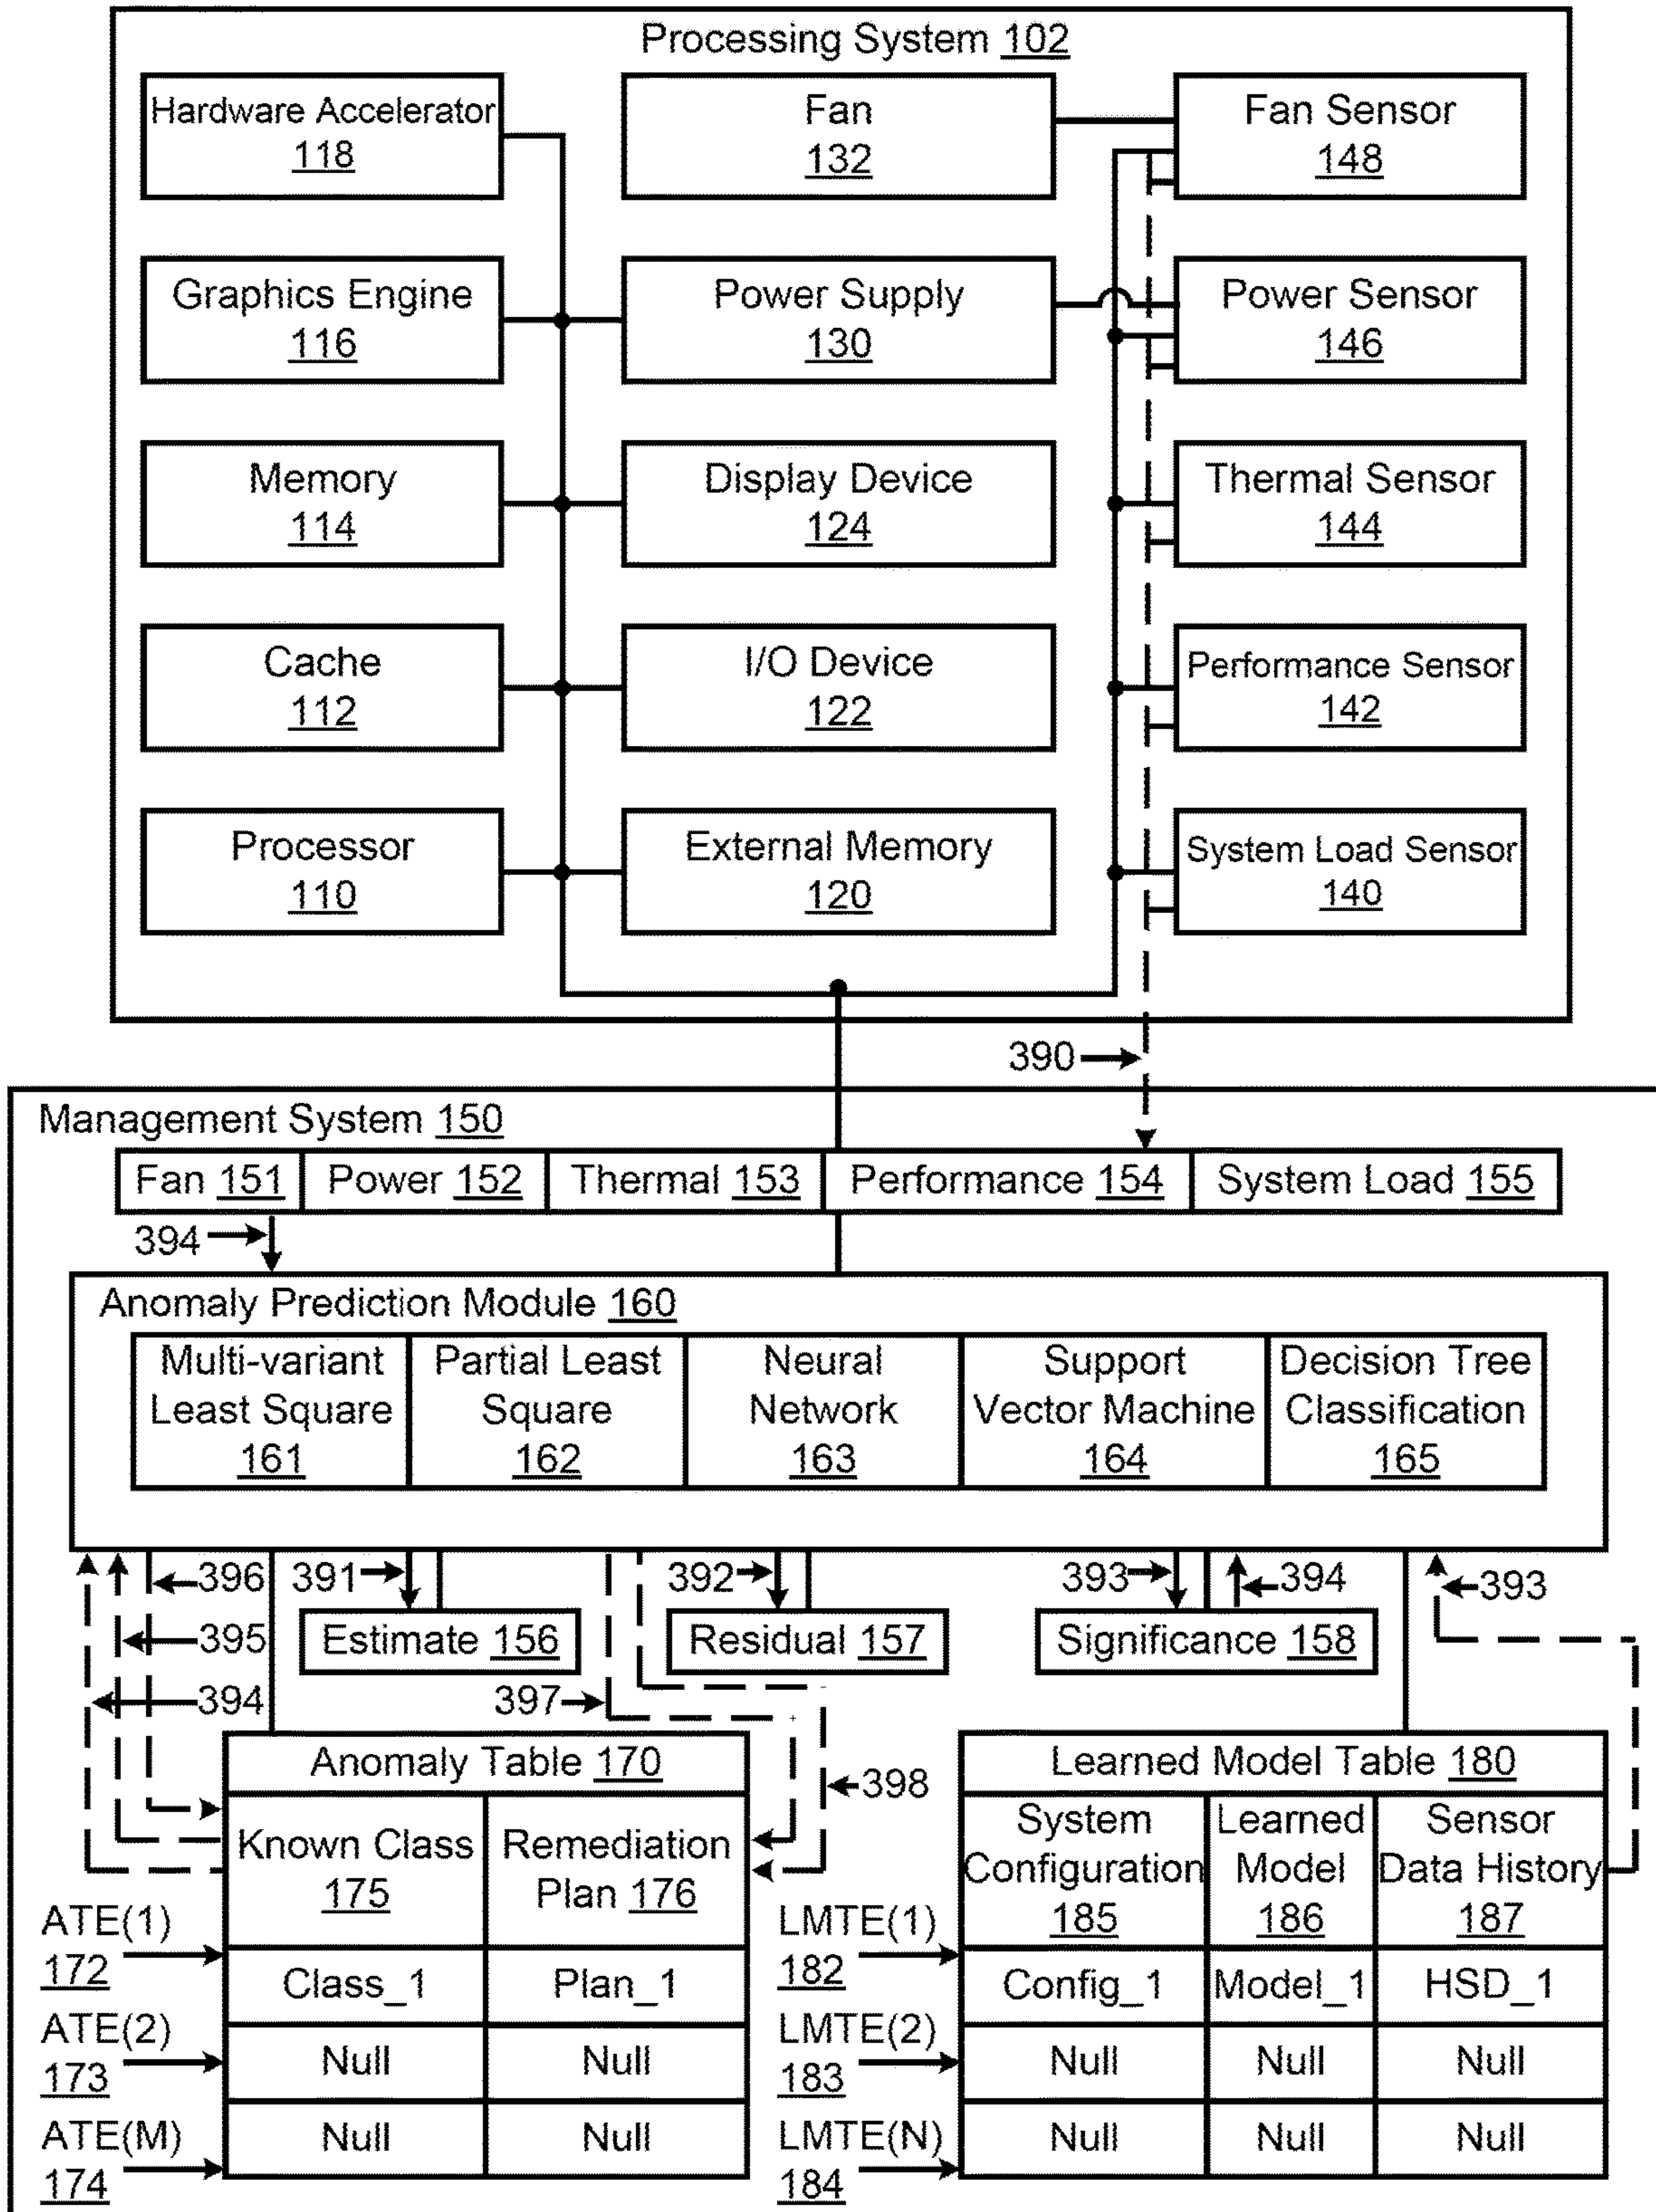 Processing System 102
Hardware Accelerator
118
Fan
132
Fan Sensor
148
Graphics Engine
116
Power Supply
130
Power Sensor
146
Memory
114
Display Device
124
Thermal Sensor
144
Cache
112
I/O Device
122
Performance Sensor
142
Processor
110
External Memory
120
System Load Sensor
140
390
Management System 150
Fan 151
Power 152
Thermal 153
Performance 154
System Load 155
394
Anomaly Prediction Module 160
Multi-variant
Least Square
161
Partial Least
Square
162
Neural
Network
163
Support
Vector Machine
164
Decision Tree
Classification
165
396
391
392
393
394
393
395
Estimate 156
Residual 157
Significance 158
394
397
398
Anomaly Table 170
Known Class
175
Remediation
Plan 176
Learned Model Table 180
System
Configuration
185
Learned
Model
186
Sensor
Data History
187
ATE(1)
172
Class_1
Plan_1
LMTE(1)
182
Config_1
Model_1
HSD_1
ATE(2)
173
Null
Null
LMTE(2)
183
Null
Null
Null
ATE(M)
174
Null
Null
LMTE(N)
184
Null
Null
Null